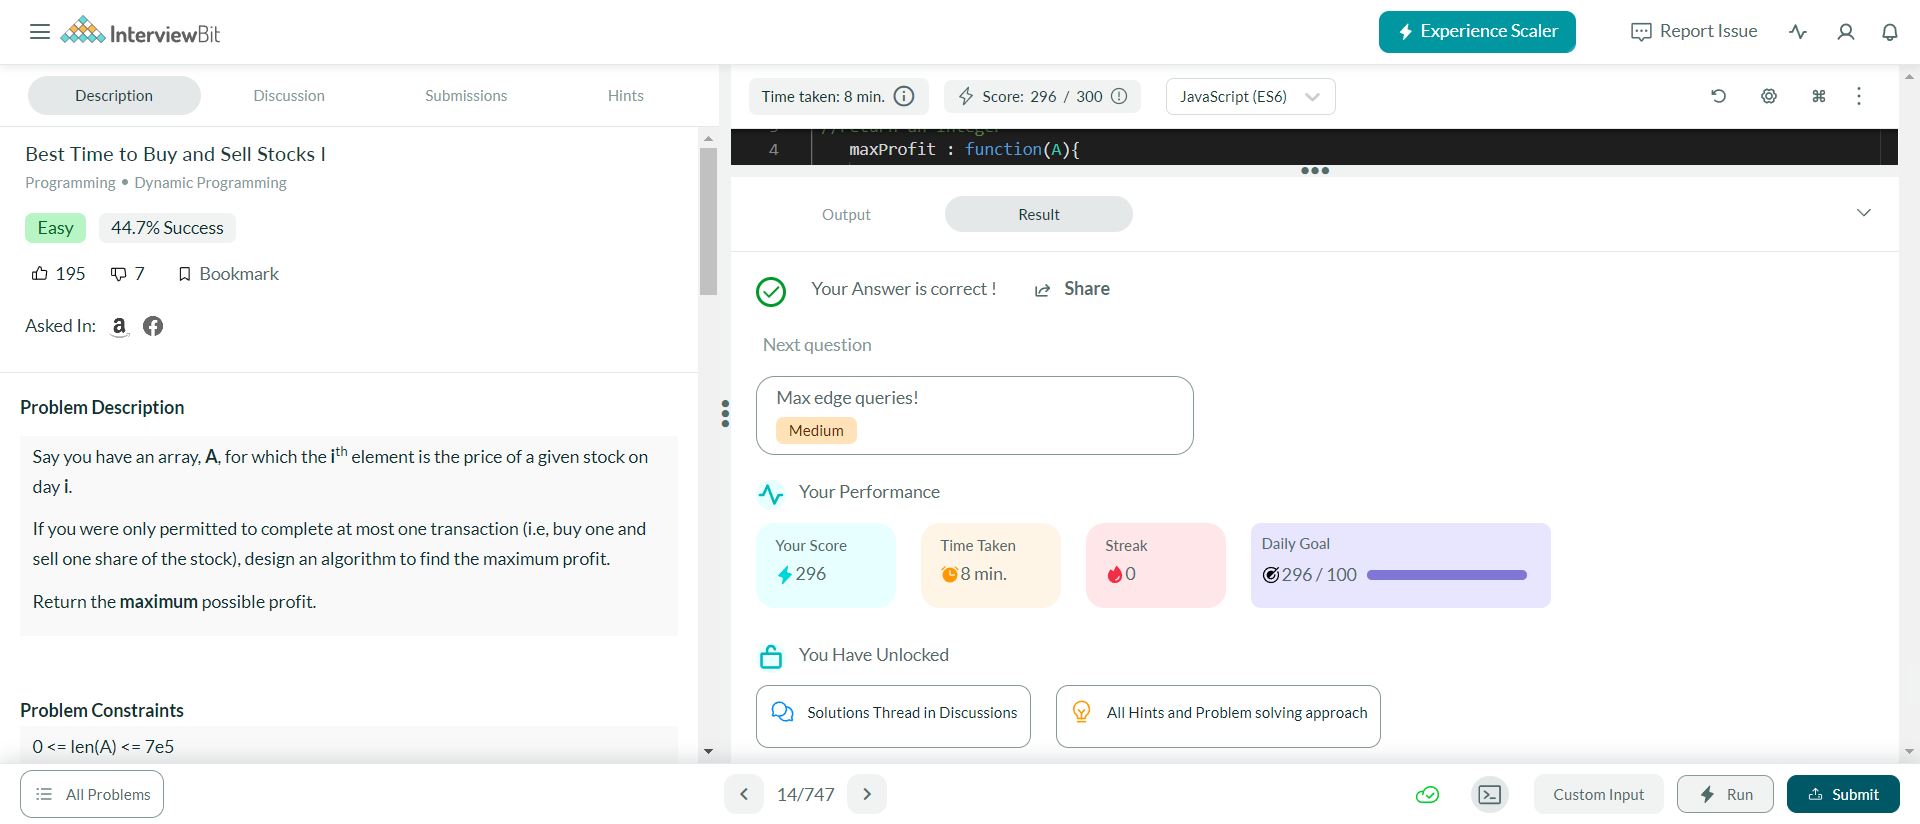 InterviewBit
Experience Scaler
Report Issue
Description
Discussion
Submissions
Hints
Best Time to Buy and Sell Stocks I
Programming • Dynamic Programming
Easy
44.7% Success
195
7
Bookmark
Asked In:
Problem Description
Say you have an array, A, for which the ith element is the price of a given stock on
day i.
If you were only permitted to complete at most one transaction (i.e, buy one and
sell one share of the stock), design an algorithm to find the maximum profit.
Return the maximum possible profit.
Problem Constraints
0 <= len(A) <= 7e5
Time taken: 8 min.
Score: 296 / 300
JavaScript (ES6)
3 //return an integer
4 maxProfit : function(A){
Output
Result
Your Answer is correct !
Share
Next question
Max edge queries!
Medium
Your Performance
Your Score
296
Time Taken
8 min.
Streak
0
Daily Goal
296 / 100
You Have Unlocked
Solutions Thread in Discussions
All Hints and Problem solving approach
All Problems
14/747
Custom Input
Run
Submit